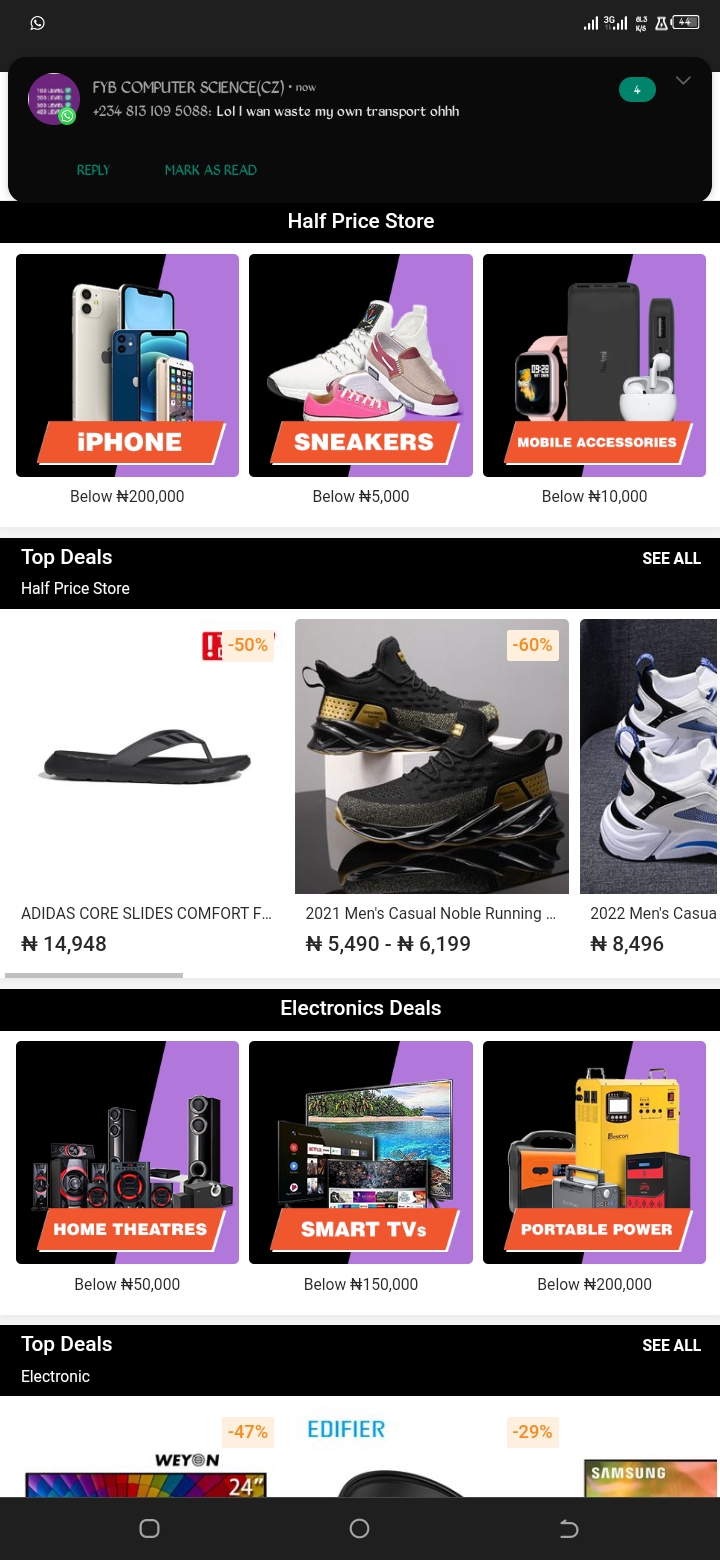 3G 61.3 K/S 44
FYB COMPUTER SCIENCE(CZ) • now
+234 813 109 5088: Lol I wan waste my own transport ohhh
4
REPLY MARK AS READ
Half Price Store
iPHONE SNEAKERS MOBILE ACCESSORIES
Below ₦200,000 Below ₦5,000 Below ₦10,000
Top Deals SEE ALL
Half Price Store
-50% -60%
ADIDAS CORE SLIDES COMFORT F... 2021 Men's Casual Noble Running ... 2022 Men's Casua
₦ 14,948 ₦ 5,490 - ₦ 6,199 ₦ 8,496
Electronics Deals
HOME THEATRES SMART TVs PORTABLE POWER
Below ₦50,000 Below ₦150,000 Below ₦200,000
Top Deals SEE ALL
Electronic
-47% EDIFIER -29%
WEYON
24” SAMSUNG